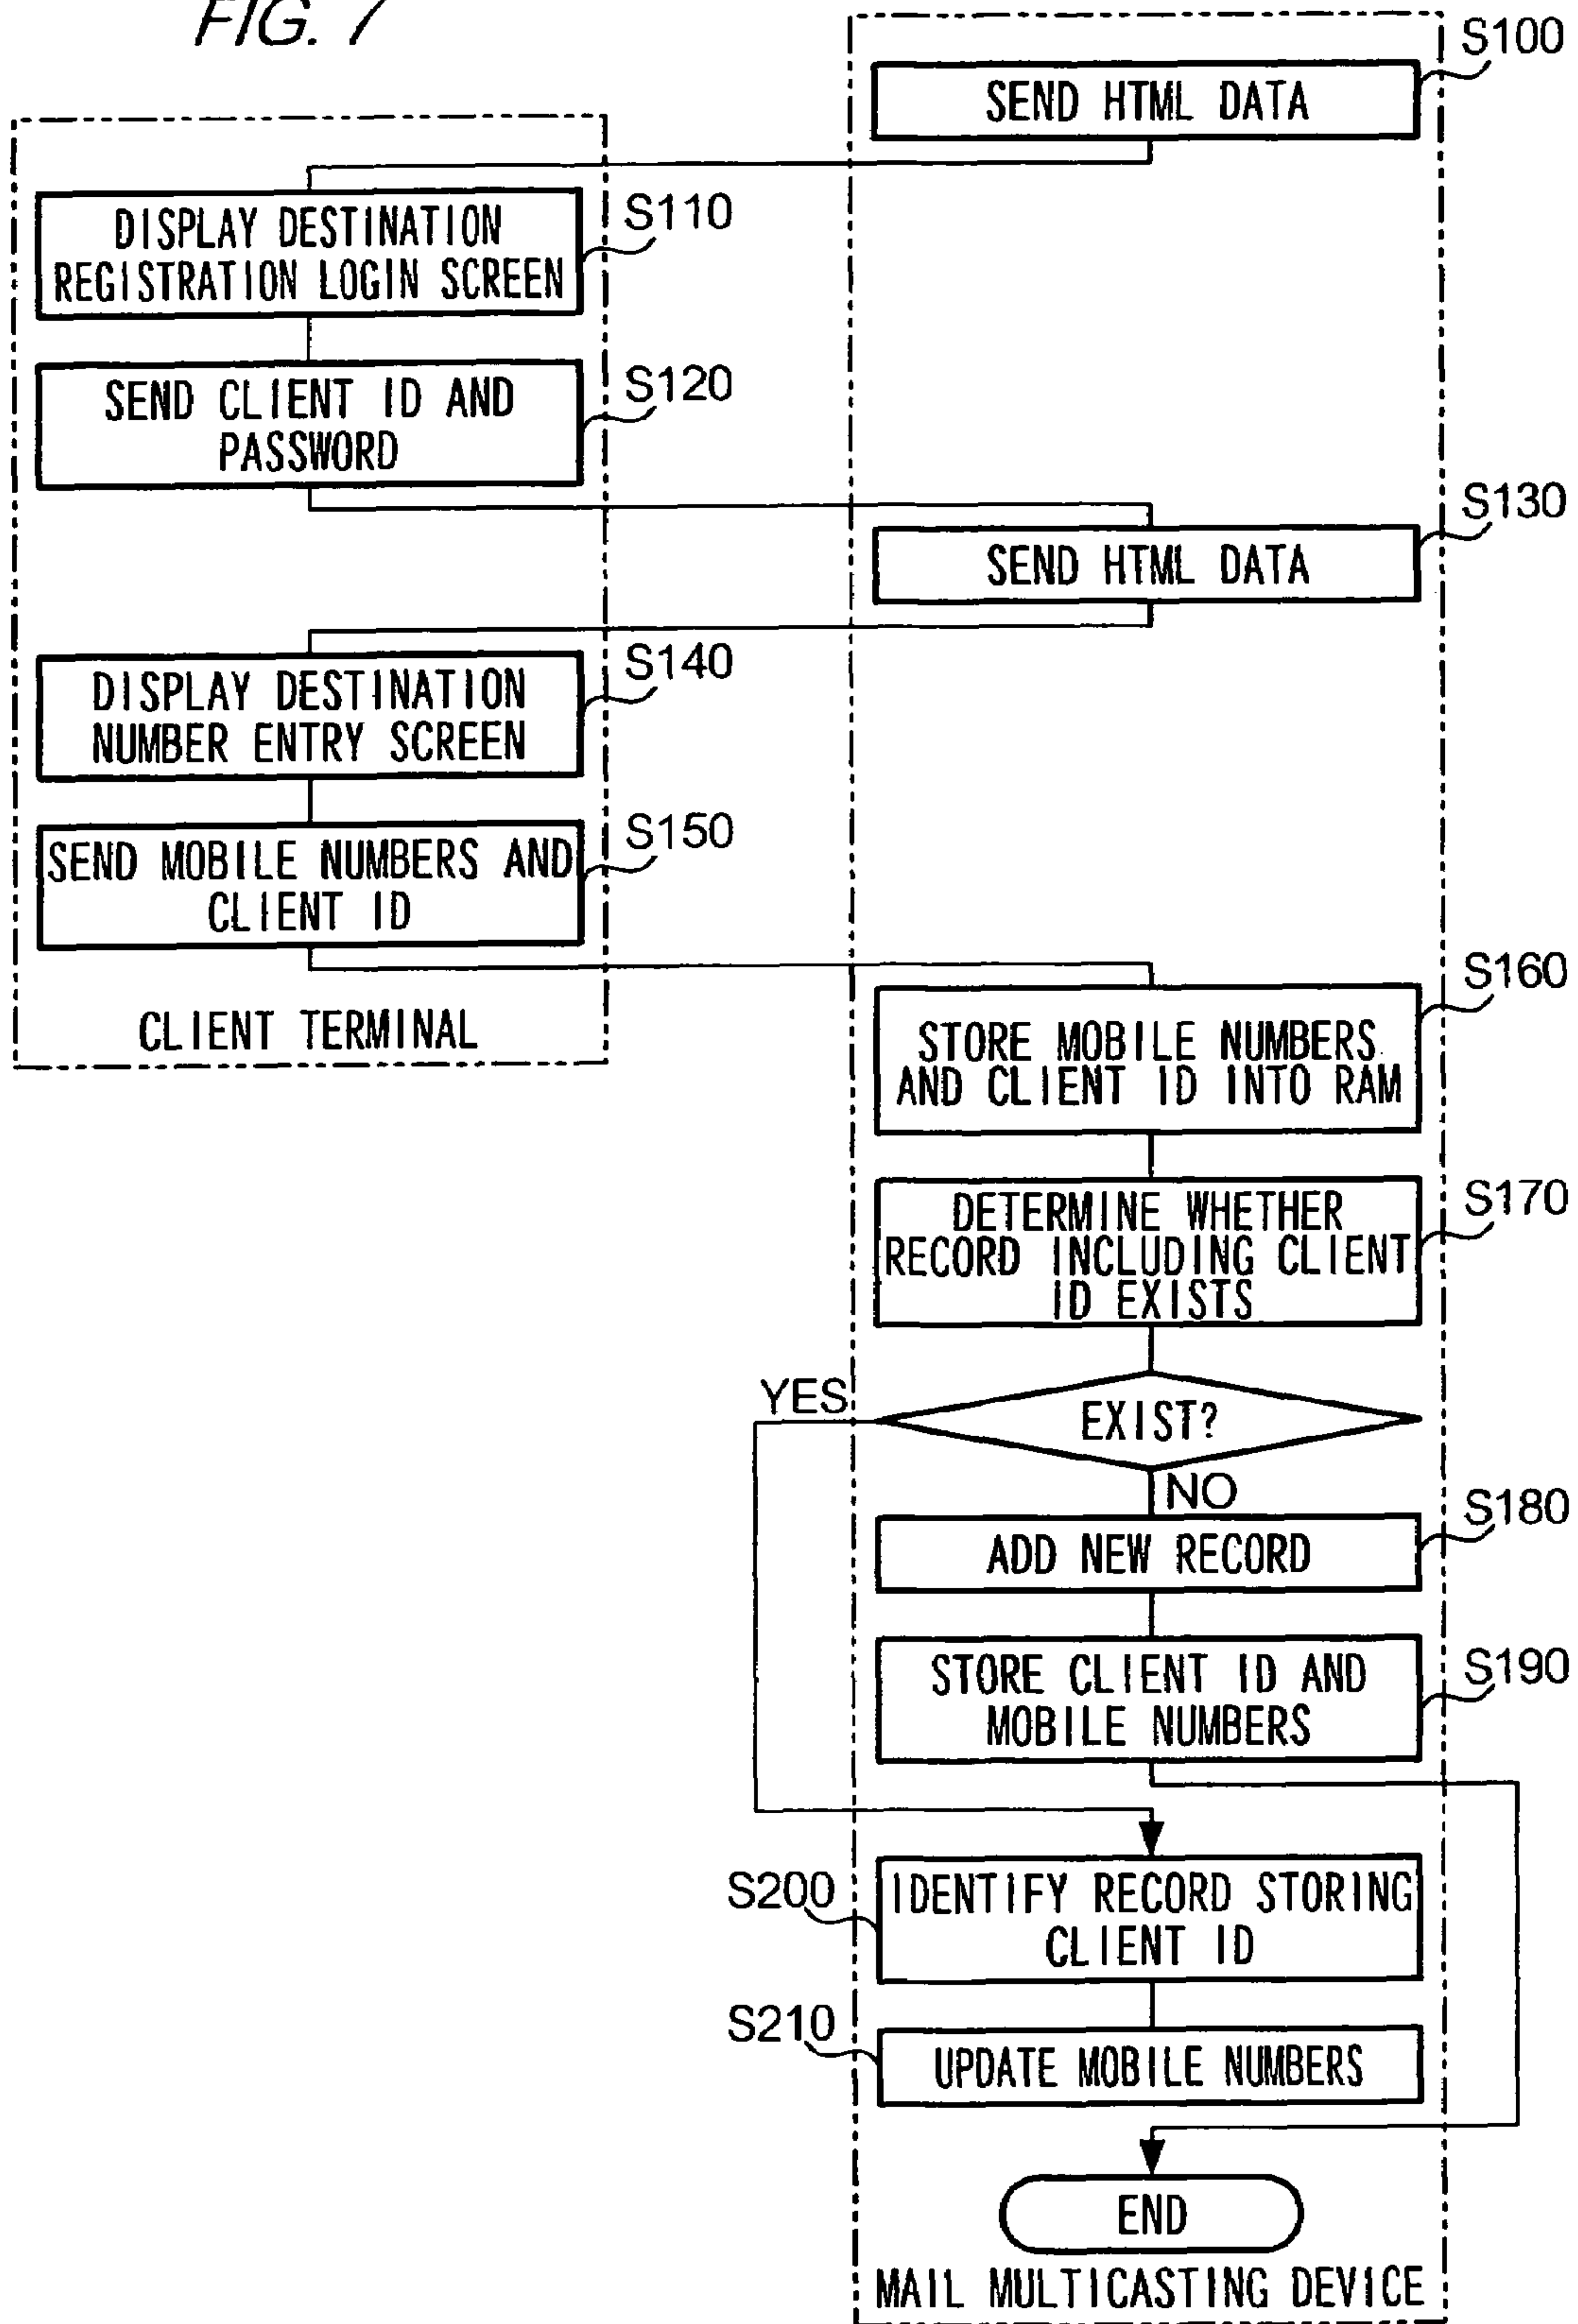 FIG. 7
S100
SEND HTML DATA
S110
DISPLAY DESTINATION
REGISTRATION LOGIN SCREEN
S120
SEND CLIENT ID AND
PASSWORD
S130
SEND HTML DATA
S140
DISPLAY DESTINATION
NUMBER ENTRY SCREEN
S150
SEND MOBILE NUMBERS AND
CLIENT ID
CLIENT TERMINAL
S160
STORE MOBILE NUMBERS
AND CLIENT ID INTO RAM
S170
DETERMINE WHETHER
RECORD INCLUDING CLIENT
ID EXISTS
YES
EXIST?
NO
S180
ADD NEW RECORD
S190
STORE CLIENT ID AND
MOBILE NUMBERS
S200
IDENTIFY RECORD STORING
CLIENT ID
S210
UPDATE MOBILE NUMBERS
END
MAIL MULTICASTING DEVICE